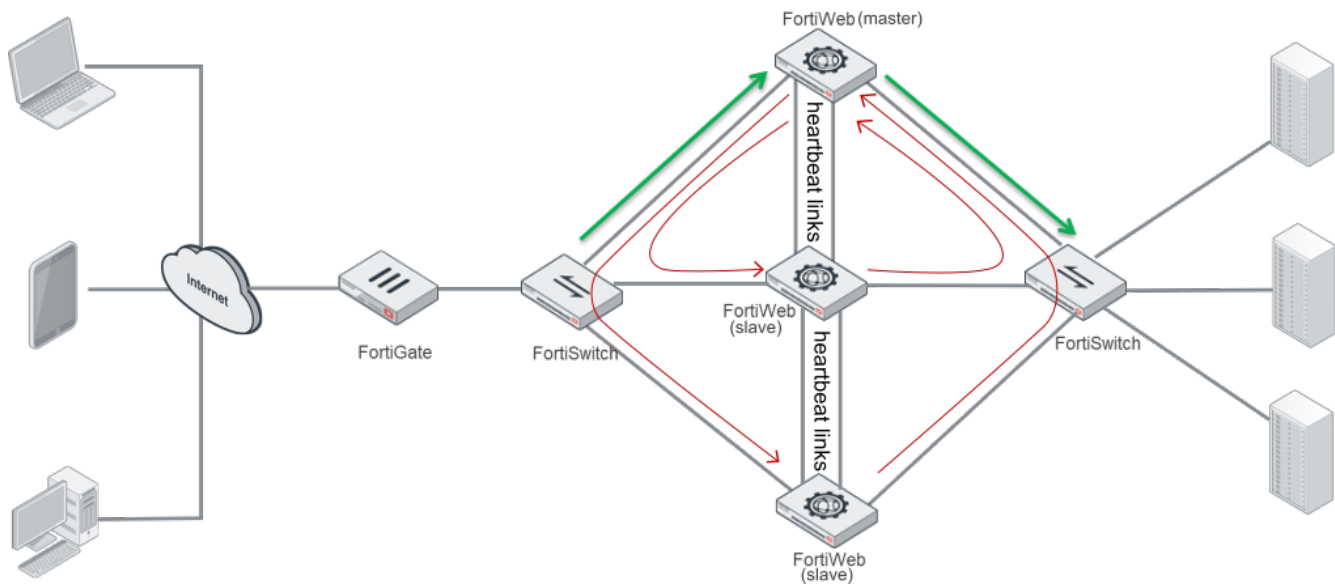 FortiWeb (master)
heartbeat links
Internet
FortiGate
FortiSwitch
FortiWeb
(slave)
FortiSwitch
heartbeat links
FortiWeb
(slave)